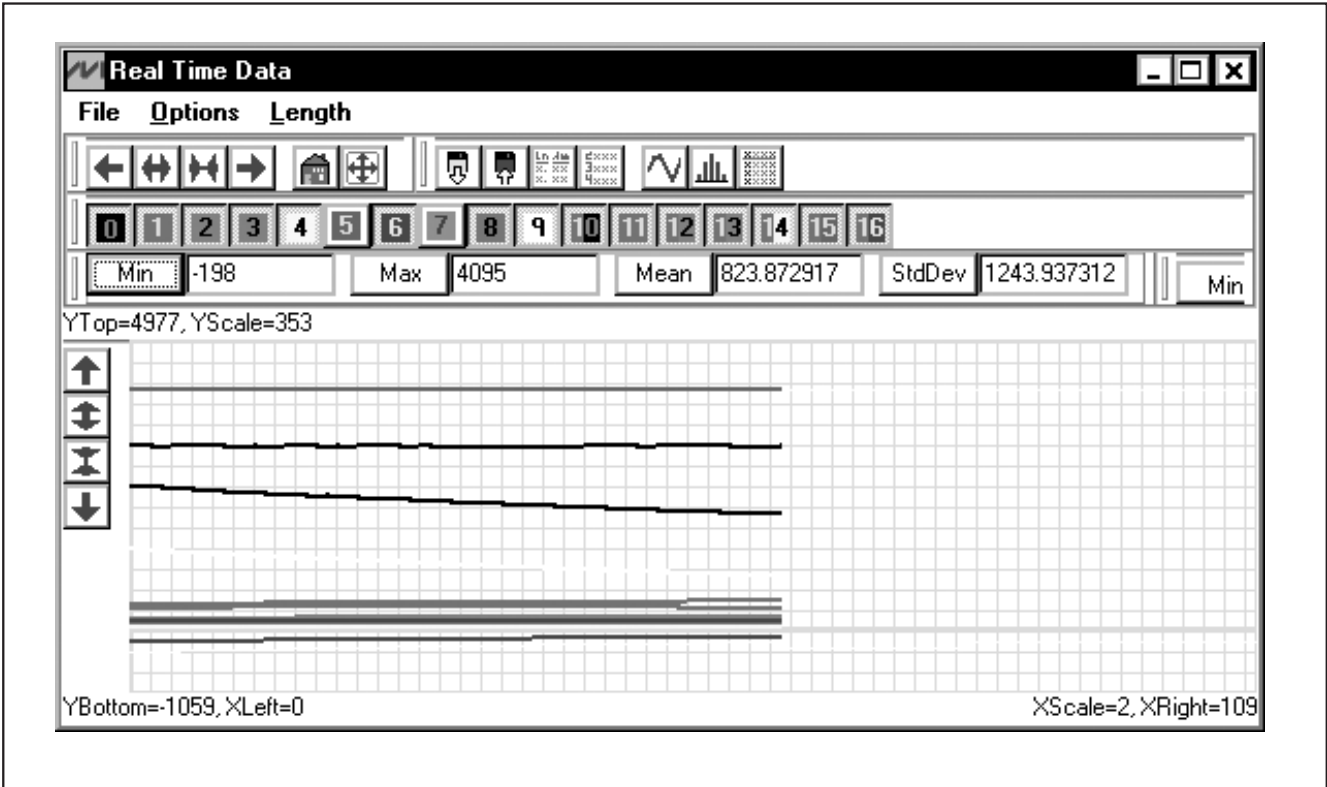 Real Time Data
File Options Length
0 1 2 3 4 5 6 7 8 9 10 11 12 13 14 15 16
Min -198 Max 4095 Mean 823.872917 StdDev 1243.937312 Min
YTop=4977, YScale=353
YBottom=-1059, XLeft=0 XScale=2, XRight=109